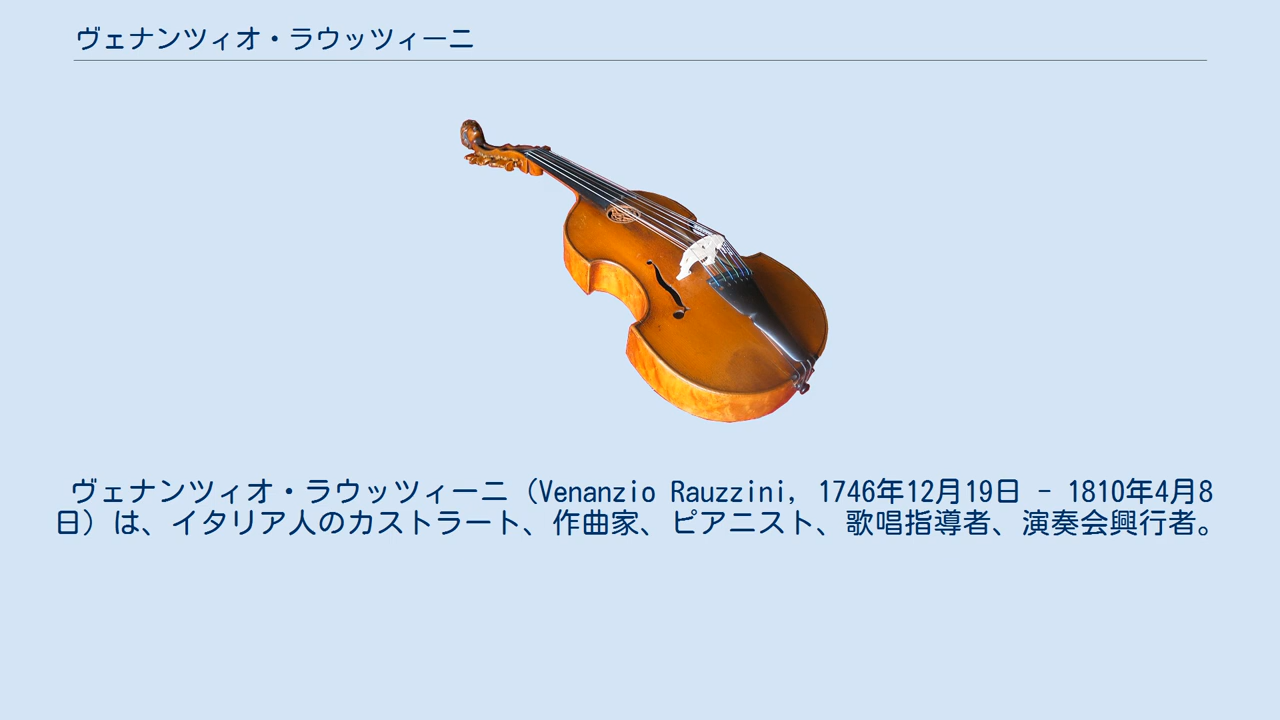 ヴェナンツィオ・ラウッツィーニ
ヴェナンツィオ・ラウッツィーニ（Venanzio Rauzzini, 1746年12月19日 - 1810年4月8
日）は、イタリア人のカストラート、作曲家、ピアニスト、歌唱指導者、演奏会興行者。